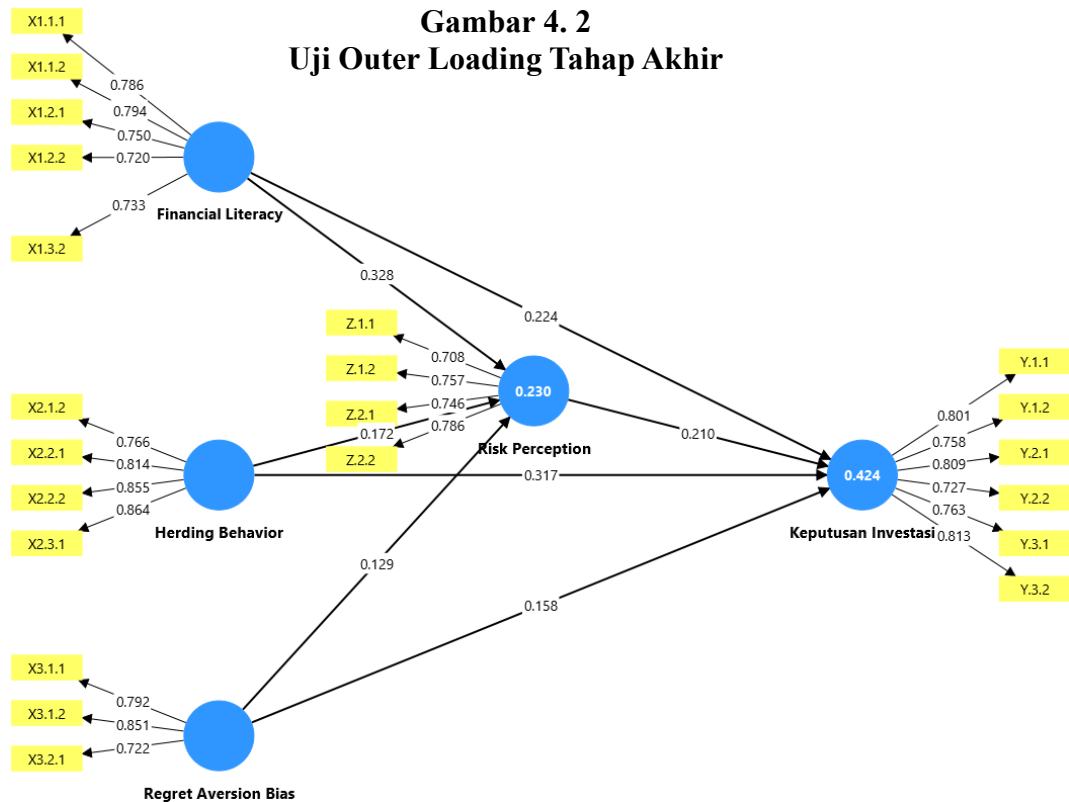 Gambar 4. 2
Uji Outer Loading Tahap Akhir
X1.1.1
X1.1.2
X1.2.1
X1.2.2
X1.3.2
0.786
0.794
0.750
0.720
0.733
Financial Literacy
0.328
0.224
Z.1.1
Z.1.2
Z.2.1
Z.2.2
0.708
0.757
0.746
0.786
0.230
Risk Perception
X2.1.2
X2.2.1
X2.2.2
X2.3.1
0.766
0.814
0.855
0.864
Herding Behavior
0.172
0.317
0.210
0.129
0.158
0.424
Keputusan Investasi
0.801
0.758
0.809
0.727
0.763
0.813
Y.1.1
Y.1.2
Y.2.1
Y.2.2
Y.3.1
Y.3.2
X3.1.1
X3.1.2
X3.2.1
0.792
0.851
0.722
Regret Aversion Bias